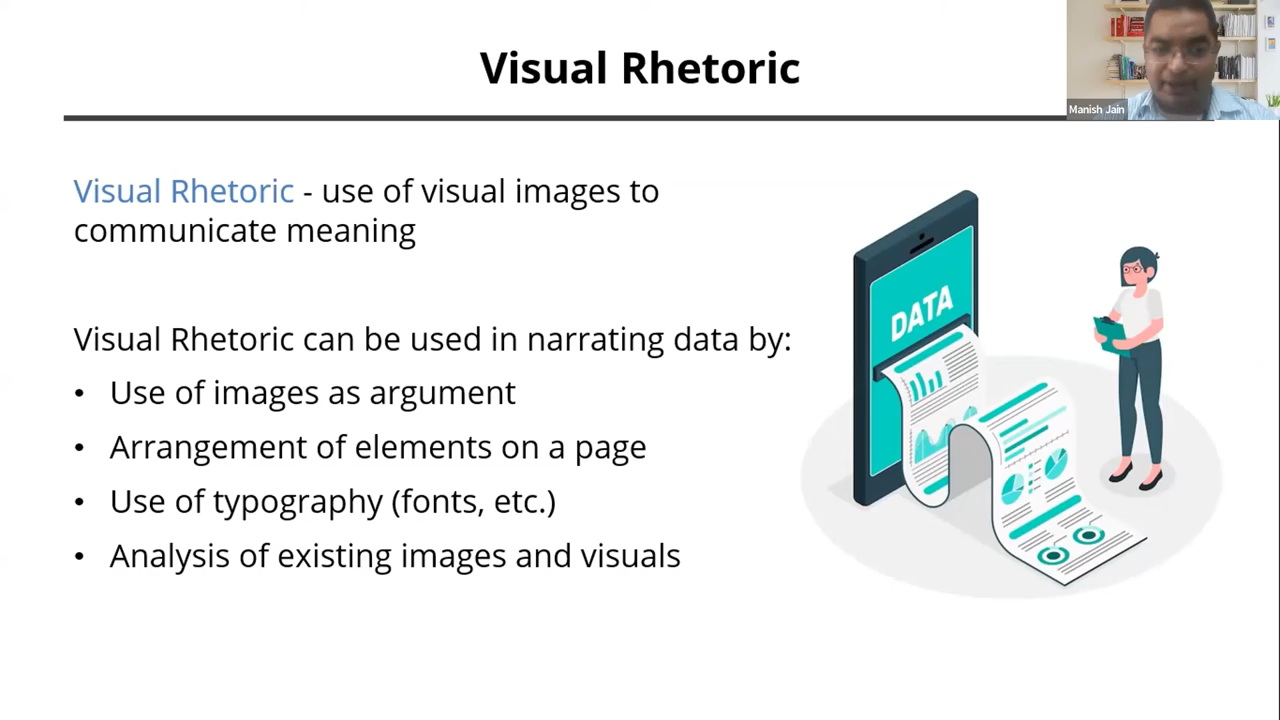 Visual Rhetoric
Manish Jain
Visual Rhetoric - use of visual images to
communicate meaning
Visual Rhetoric can be used in narrating data by:
• Use of images as argument
• Arrangement of elements on a page
• Use of typography (fonts, etc.)
• Analysis of existing images and visuals
DATA